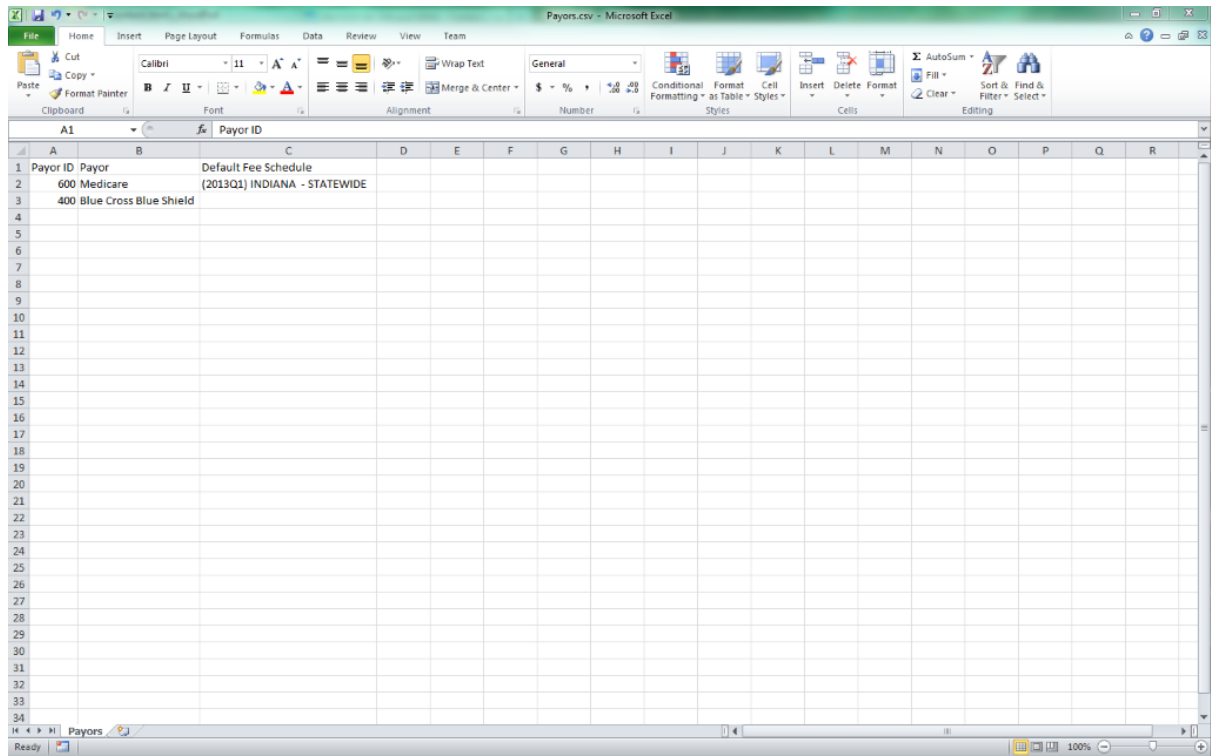 Payors.csv - Microsoft Excel
File Home Insert Page Layout Formulas Data Review View Team
Paste Cut Copy Format Painter Clipboard
Calibri 11 A A B I U A Font
Wrap Text Merge & Center Alignment
General $ % , .0 .00 .00 .0 Number
Conditional Formatting Format as Table Cell Styles Styles
Insert Delete Format Cells
Σ AutoSum Fill Clear Sort & Filter Find & Select Editing
A1 fx Payor ID
A B C D E F G H I J K L M N O P Q R
1 Payor ID Payor Default Fee Schedule
2 600 Medicare (2013Q1) INDIANA - STATEWIDE
3 400 Blue Cross Blue Shield
4
5
6
7
8
9
10
11
12
13
14
15
16
17
18
19
20
21
22
23
24
25
26
27
28
29
30
31
32
33
34
Payors
Ready 100%